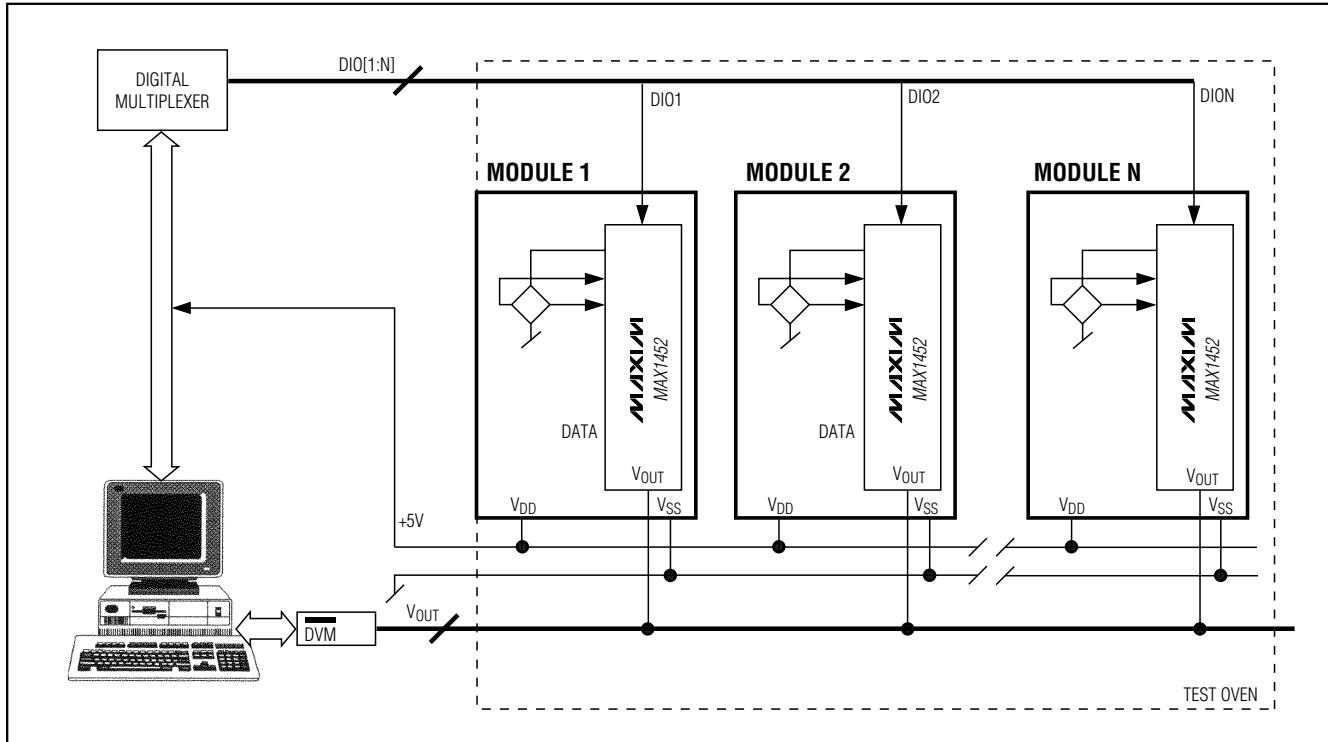 DIGITAL
MULTIPLEXER
DIO[1:N]
DIO1
DIO2
DION
MODULE 1
MODULE 2
MODULE N
MAXIM
MAX1452
MAXIM
MAX1452
MAXIM
MAX1452
DATA
DATA
VOUT
VOUT
VOUT
VDD
VSS
VDD
VSS
VDD
VSS
+5V
VOUT
DVM
TEST OVEN